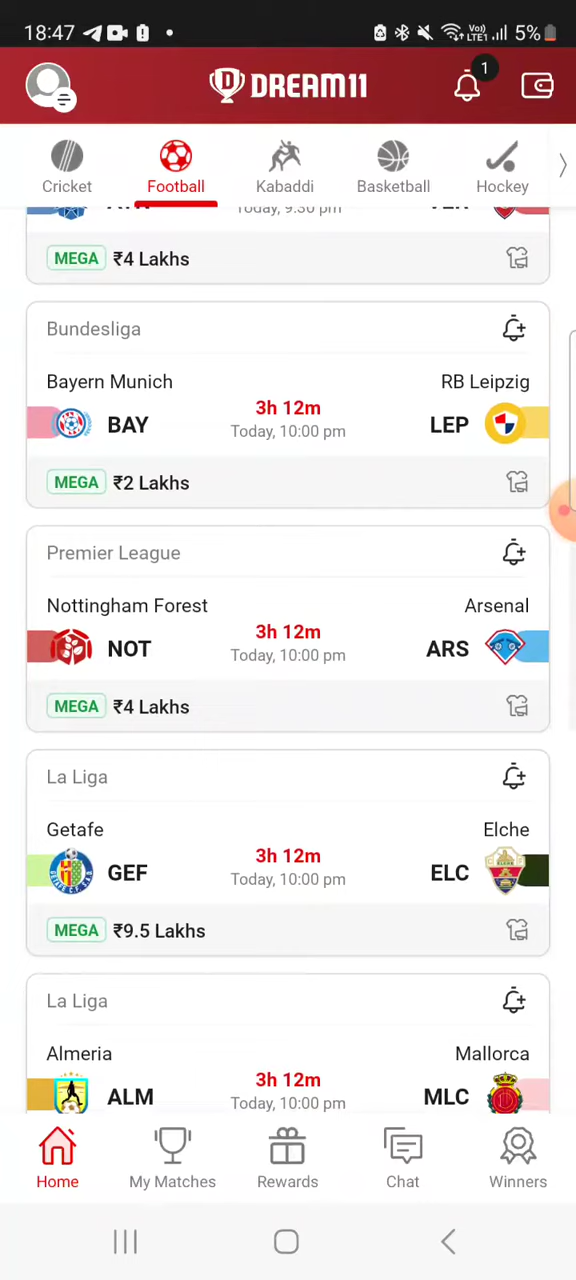 18:47 5%
DREAM11 1
Cricket Football Kabaddi Basketball Hockey
Today, 9:30 pm
MEGA ₹4 Lakhs
Bundesliga
Bayern Munich RB Leipzig
3h 12m
BAY Today, 10:00 pm LEP
MEGA ₹2 Lakhs
Premier League
Nottingham Forest Arsenal
3h 12m
NOT Today, 10:00 pm ARS
MEGA ₹4 Lakhs
La Liga
Getafe Elche
3h 12m
GEF Today, 10:00 pm ELC
MEGA ₹9.5 Lakhs
La Liga
Almeria Mallorca
3h 12m
ALM Today, 10:00 pm MLC
Home My Matches Rewards Chat Winners